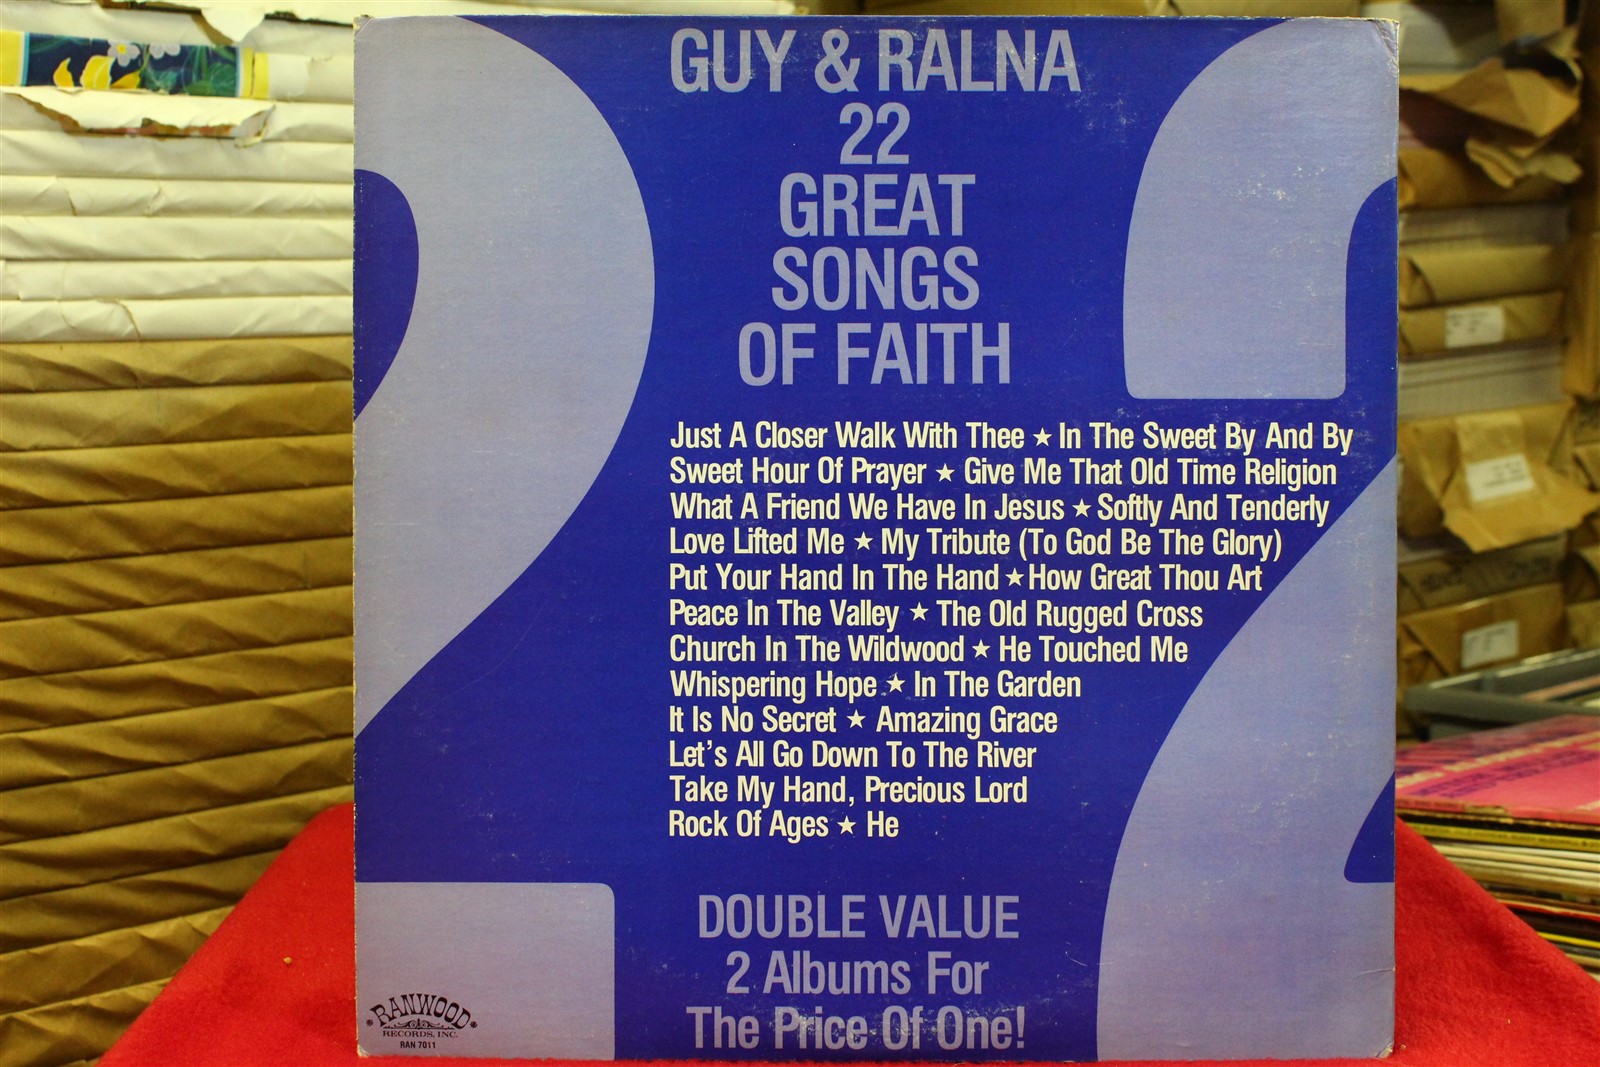 GUY & RALNA
22
GREAT
SONGS
OF FAITH
Just A Closer Walk With Thee ★ In The Sweet By And By
Sweet Hour Of Prayer ★ Give Me That Old Time Religion
What A Friend We Have In Jesus ★ Softly And Tenderly
Love Lifted Me ★ My Tribute (To God Be The Glory)
Put Your Hand In The Hand ★ How Great Thou Art
Peace In The Valley ★ The Old Rugged Cross
Church In The Wildwood ★ He Touched Me
Whispering Hope ★ In The Garden
It Is No Secret ★ Amazing Grace
Let's All Go Down To The River
Take My Hand, Precious Lord
Rock Of Ages ★ He
DOUBLE VALUE
2 Albums For
The Price Of One!
RANWOOD
RECORDS, INC.
RAN 7011
22